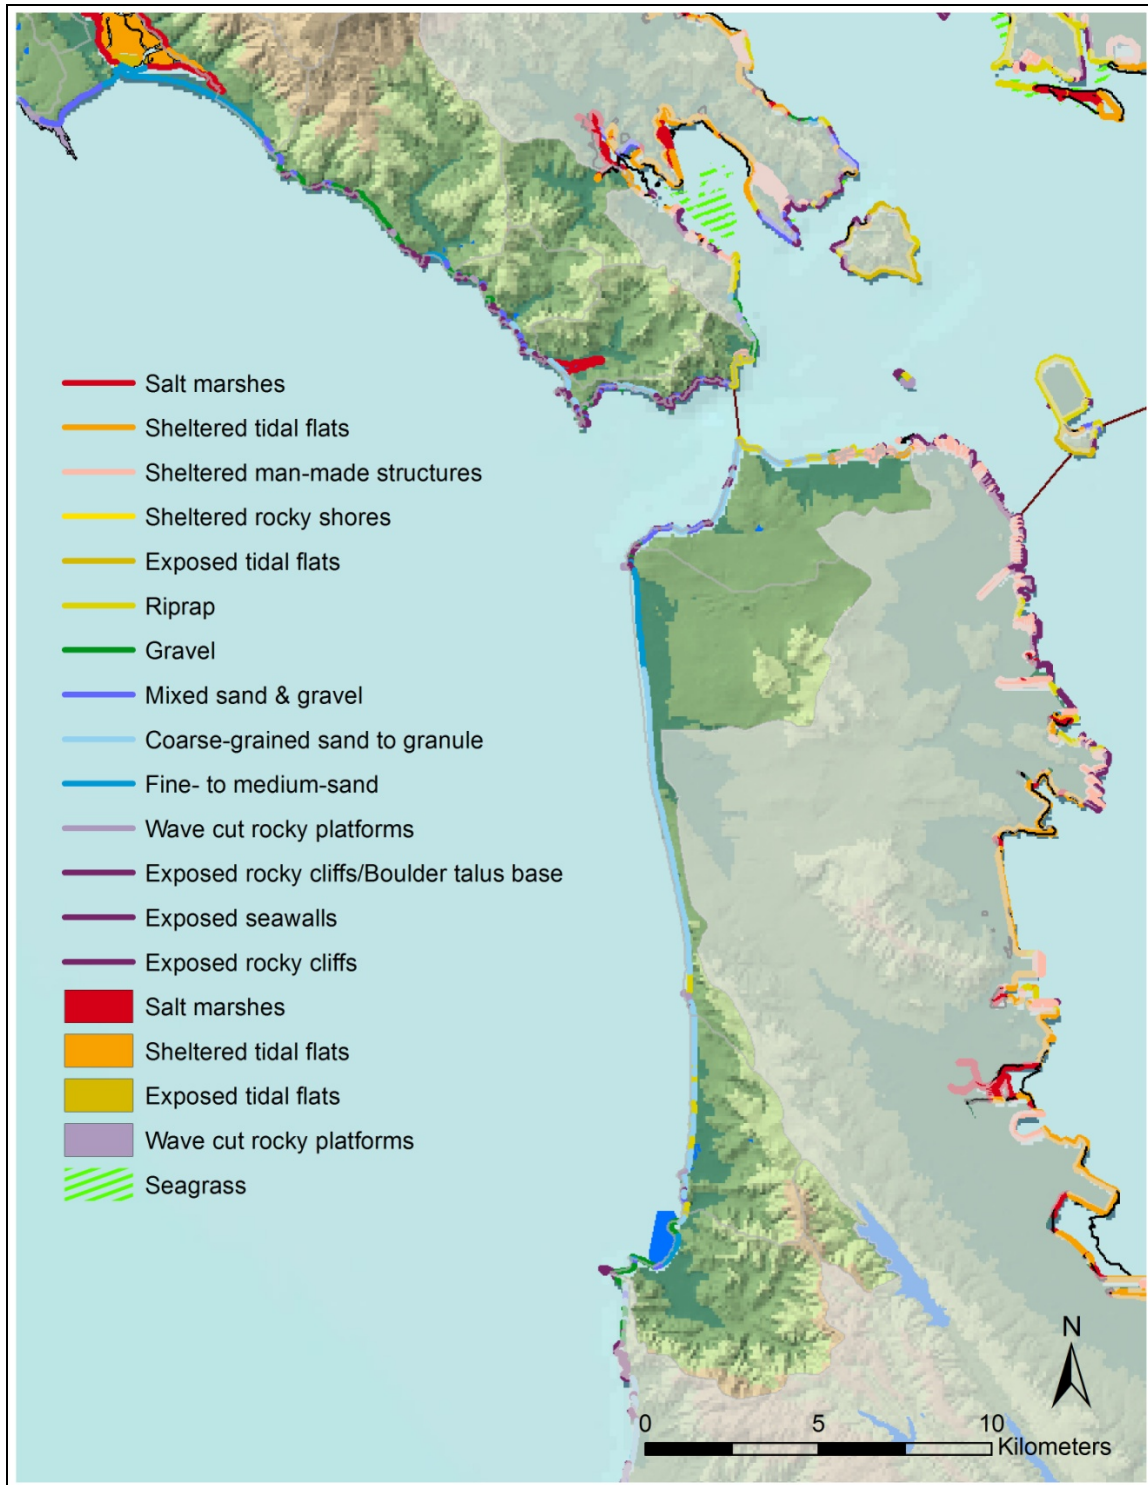 Salt marshes
Sheltered tidal flats
Sheltered man-made structures
Sheltered rocky shores
Exposed tidal flats
Riprap
Gravel
Mixed sand & gravel
Coarse-grained sand to granule
Fine- to medium-sand
Wave cut rocky platforms
Exposed rocky cliffs/Boulder talus base
Exposed seawalls
Exposed rocky cliffs
Salt marshes
Sheltered tidal flats
Exposed tidal flats
Wave cut rocky platforms
Seagrass
N
0 5 10
Kilometers